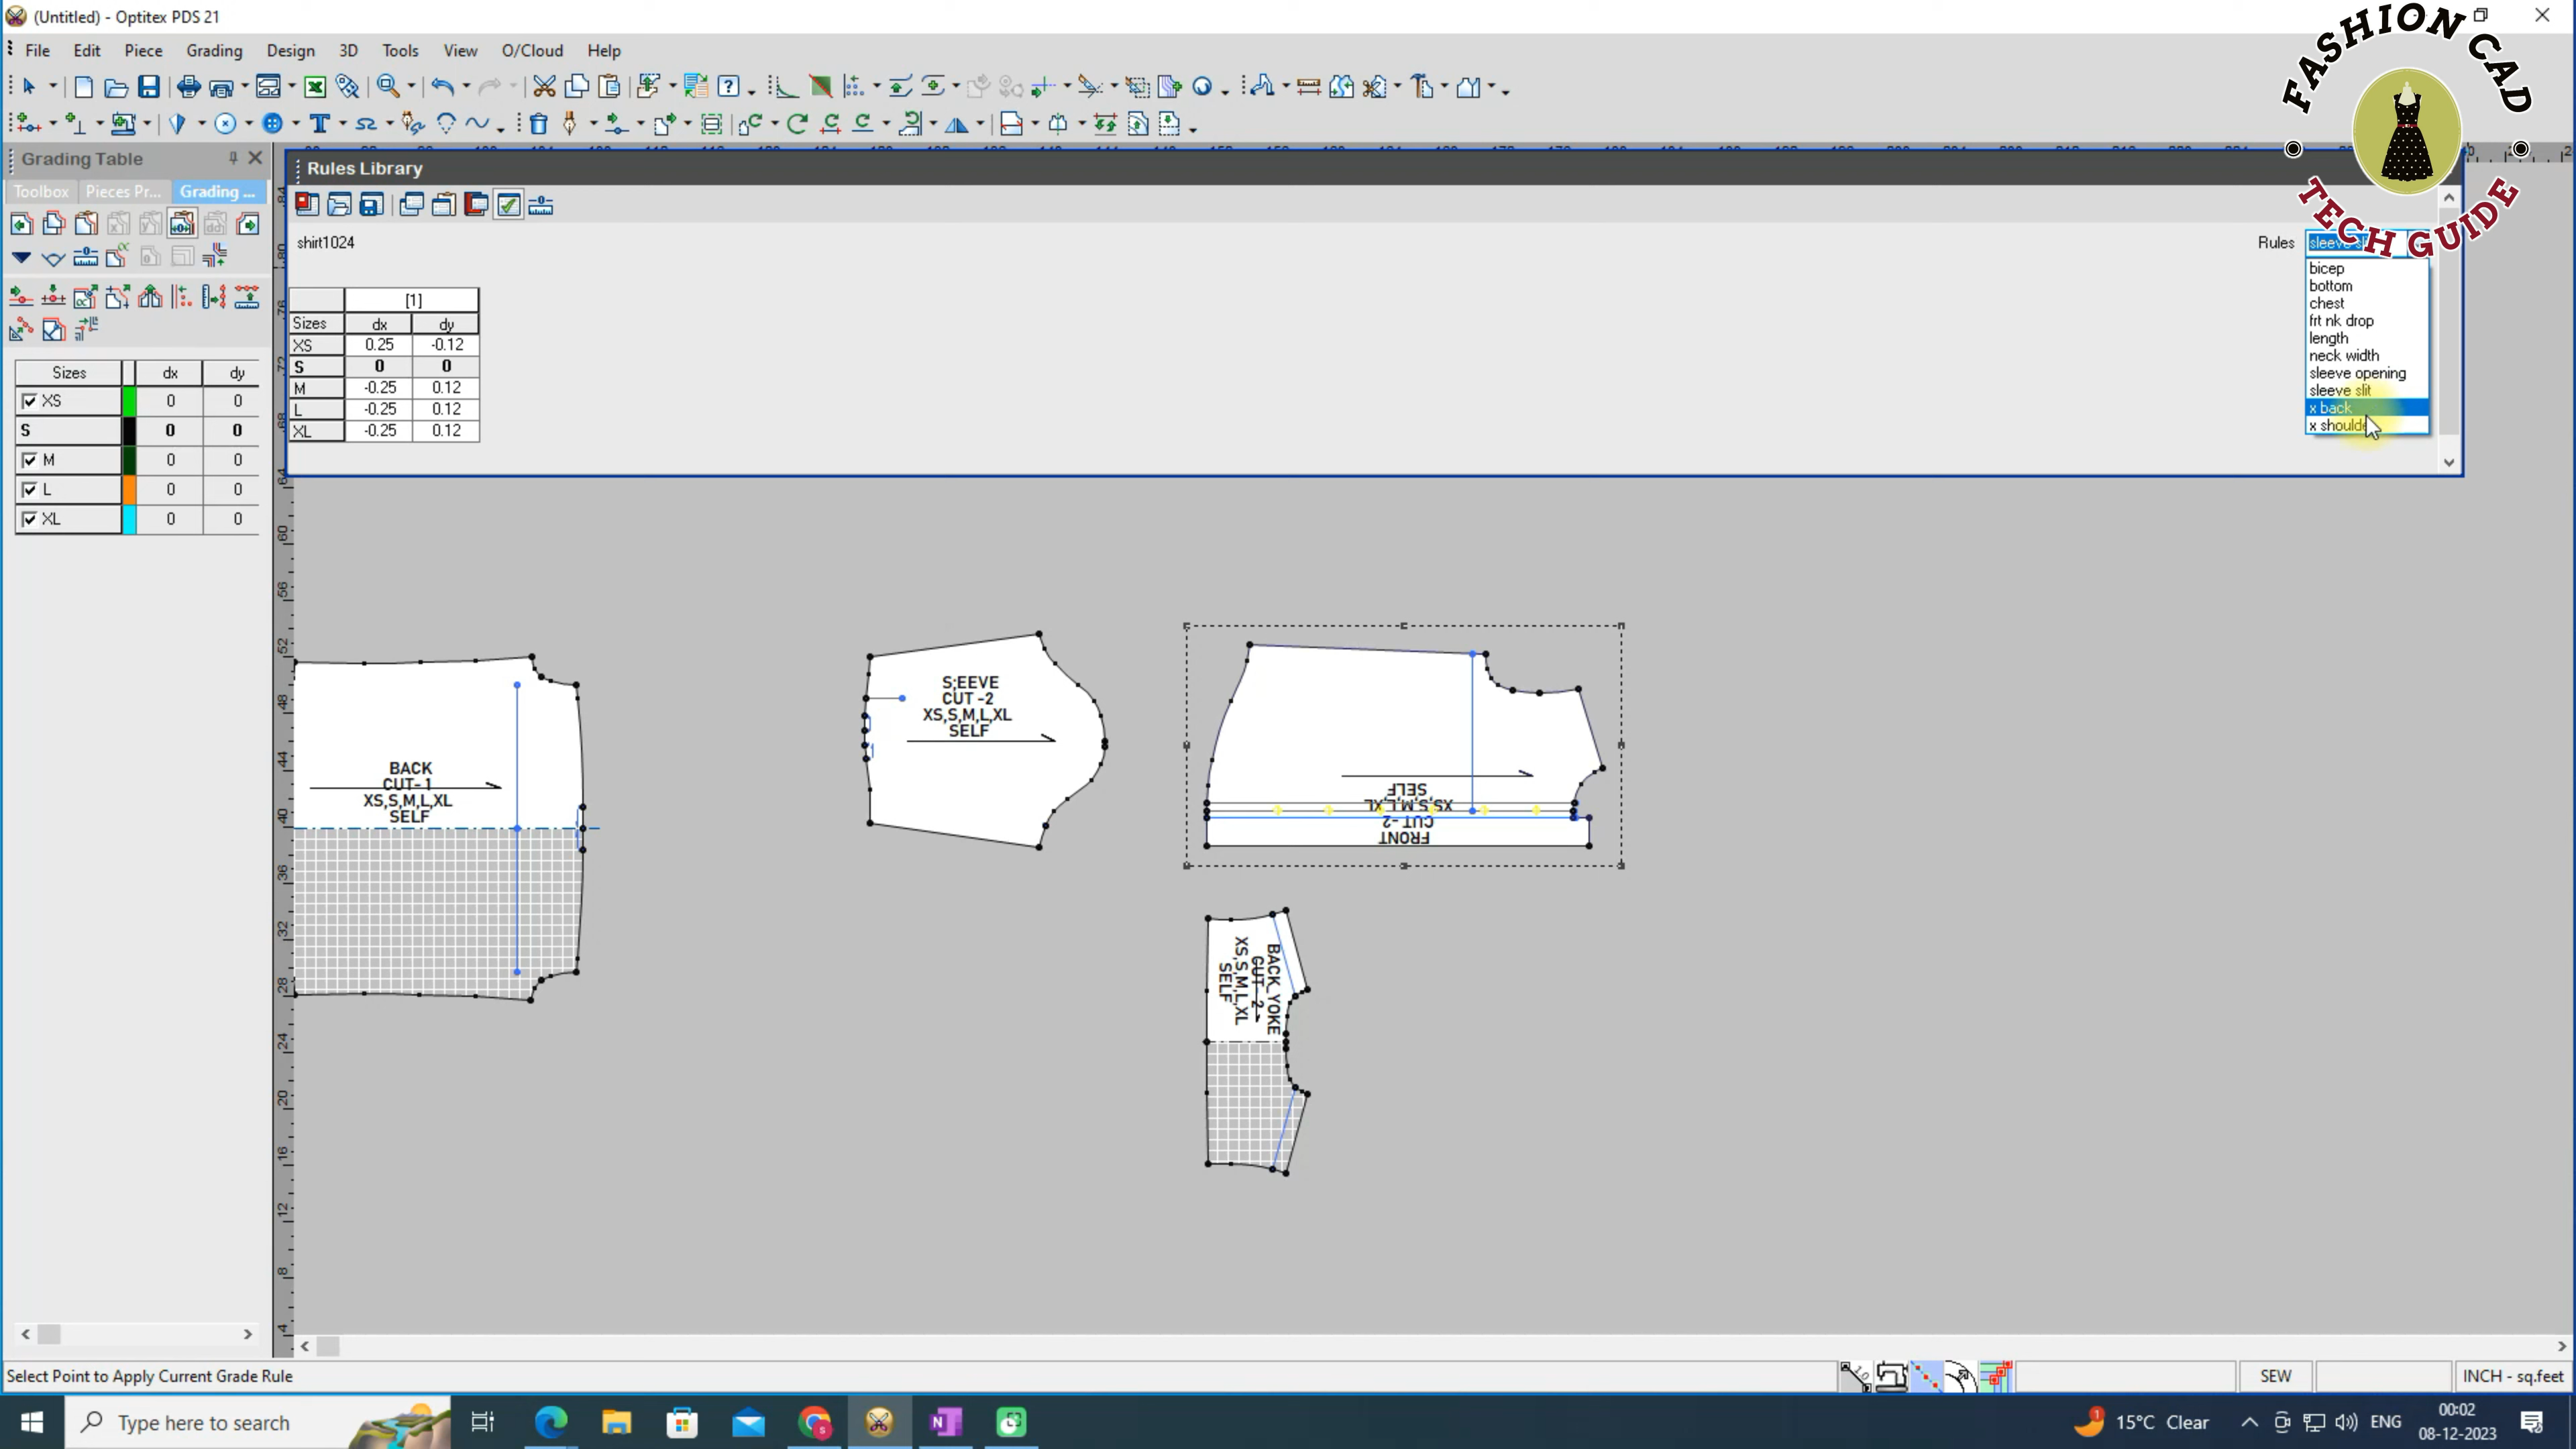 (Untitled) - Optitex PDS 21
File Edit Piece Grading Design 3D Tools View O/Cloud Help
FASHION CAD
TECH GUIDE
Grading Table
Toolbox Pieces Pr... Grading ...
Rules Library
shirt1024
Rules
[1]
Sizes dx dy
XS 0.25 -0.12
S 0 0
M -0.25 0.12
L -0.25 0.12
XL -0.25 0.12
bicep
bottom
chest
frt nk drop
length
neck width
sleeve opening
sleeve slit
x back
Sizes dx dy
XS 0 0
S 0 0
M 0 0
L 0 0
XL 0 0
BACK
CUT-1
XS,S,M,L,XL
SELF
S;EEVE
CUT -2
XS,S,M,L,XL
SELF
FRONT
CUT -2
XS,S,M,L,XL
SELF
BACK_YOKE
CUT -2
XS,S,M,L,XL
SELF
Select Point to Apply Current Grade Rule
SEW
INCH - sq.feet
Type here to search
15°C Clear
ENG
00:02
08-12-2023